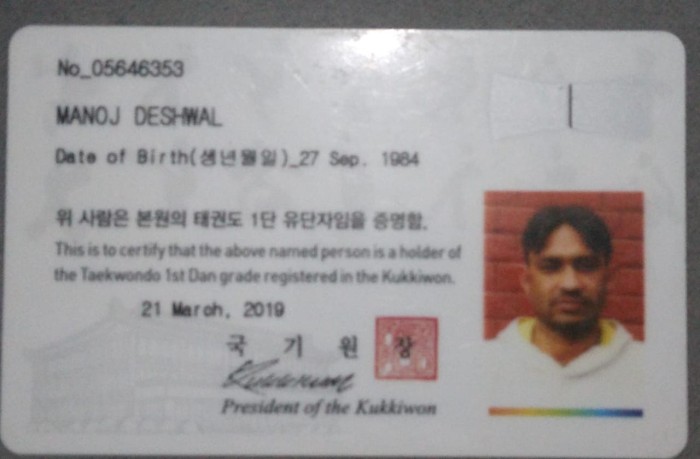 No_05646353
MANOJ DESHWAL
Date of Birth(생년월일)_27 Sep. 1984
위 사람은 본원의 태권도 1단 유단자임을 증명함.
This is to certify that the above named person is a holder of
the Taekwondo 1st Dan grade registered in the Kukkiwon.
21 March, 2019
국 기 원 장
Kukkiwon
President of the Kukkiwon